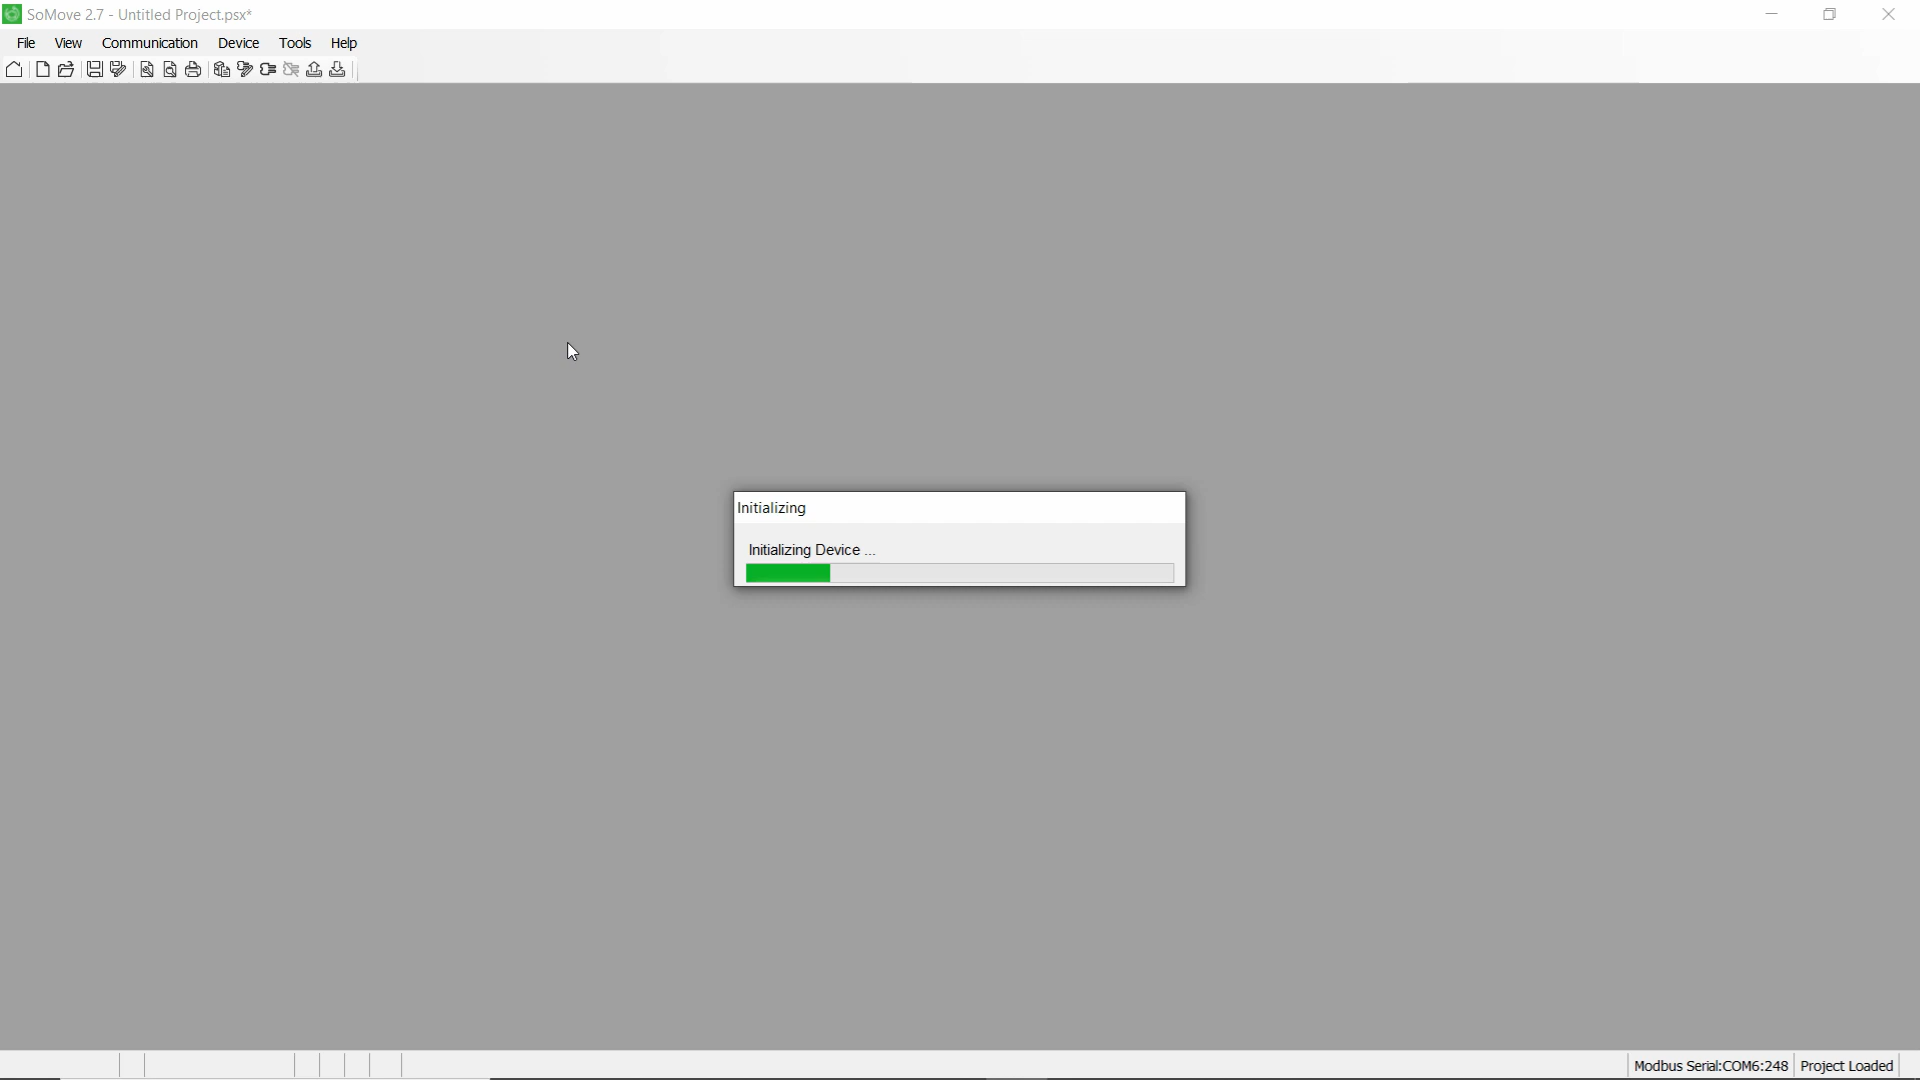 SoMove 2.7 - Untitled Project.psx*
File View Communication Device Tools Help
Initializing
Initializing Device ...
Modbus Serial:COM6:248 Project Loaded